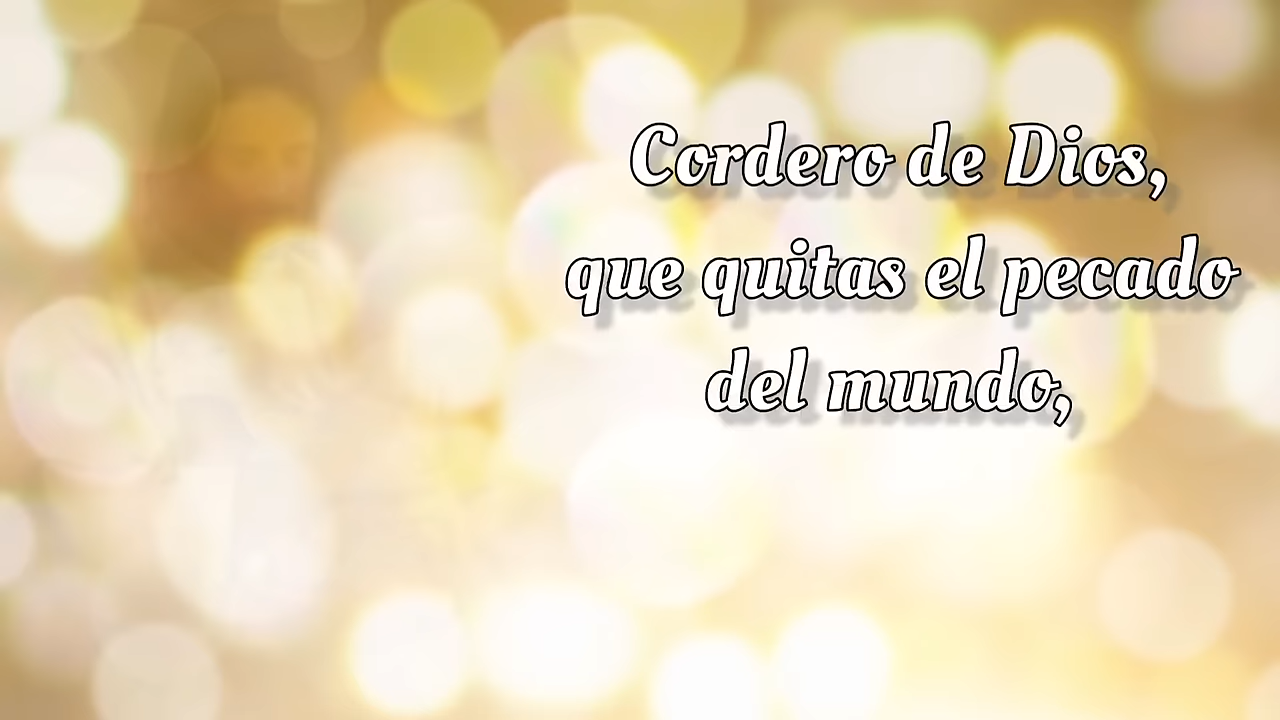 Cordero de Dios,
que quitas el pecado
del mundo,